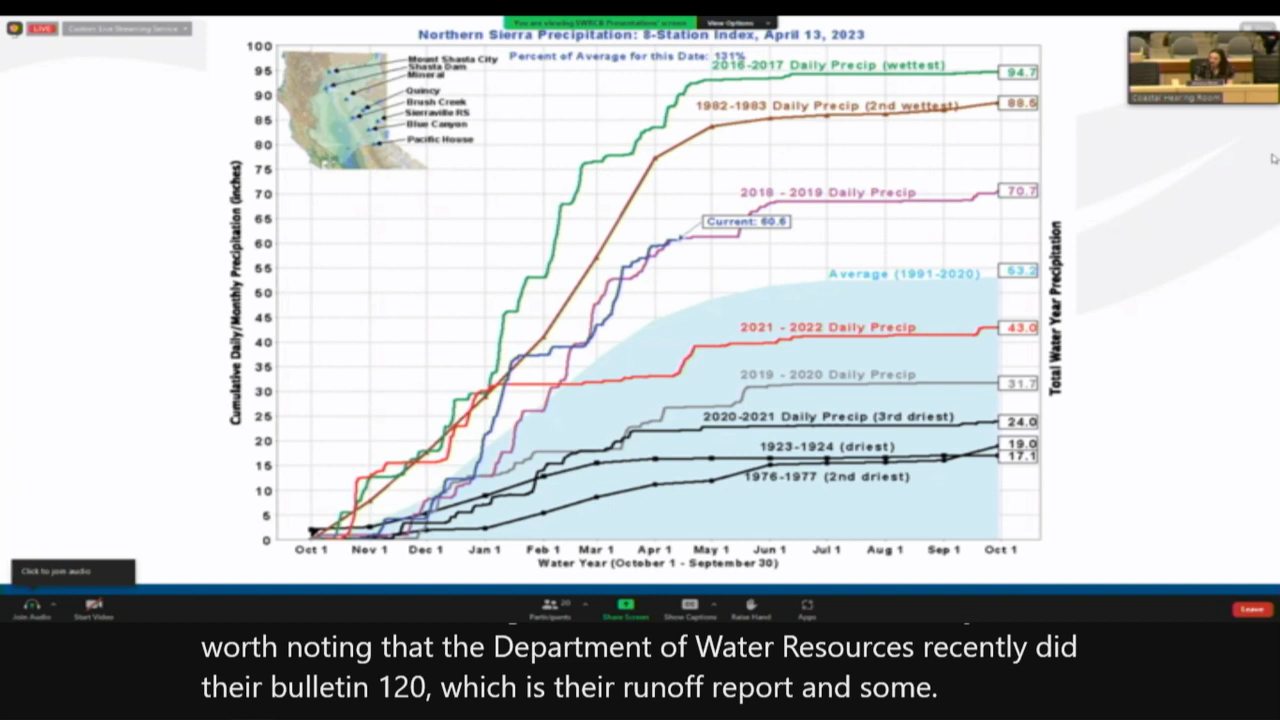 You are viewing SWRCB Presentations' screen
View Options
LIVE
Custom Live Streaming Service
Northern Sierra Precipitation: 8-Station Index, April 13, 2023
Percent of Average for this Date: 131%
Mount Shasta City
Shasta Dam
Mineral
Quincy
Brush Creek
Sierraville RS
Blue Canyon
Pacific House
Coastal Hearing Room
2016-2017 Daily Precip (wettest)
94.7
1982-1983 Daily Precip (2nd wettest)
88.5
2018 - 2019 Daily Precip
70.7
Current: 60.6
Average (1991-2020)
53.2
2021 - 2022 Daily Precip
43.0
2019 - 2020 Daily Precip
31.7
2020-2021 Daily Precip (3rd driest)
24.0
1923-1924 (driest)
19.0
17.1
1976-1977 (2nd driest)
Cumulative Daily/Monthly Precipitation (inches)
Total Water Year Precipitation
100
95
90
85
80
75
70
65
60
55
50
45
40
35
30
25
20
15
10
5
0
Oct 1 Nov 1 Dec 1 Jan 1 Feb 1 Mar 1 Apr 1 May 1 Jun 1 Jul 1 Aug 1 Sep 1 Oct 1
Water Year (October 1 - September 30)
Click to join audio
Join Audio
Start Video
Participants
20
Share Screen
Show Captions
Raise Hand
Apps
Leave
worth noting that the Department of Water Resources recently did
their bulletin 120, which is their runoff report and some.